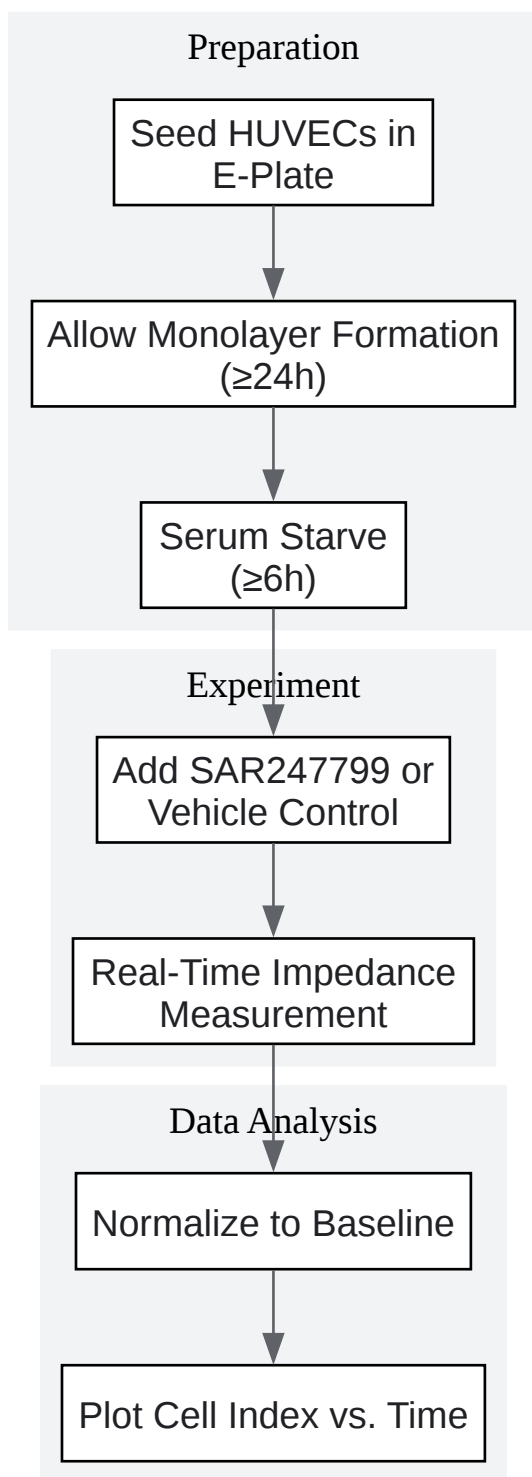 Preparation
Seed HUVECs in
E-Plate
Allow Monolayer Formation
(≥24h)
Serum Starve
(≥6h)
Experiment
Add SAR247799 or
Vehicle Control
Real-Time Impedance
Measurement
Data Analysis
Normalize to Baseline
Plot Cell Index vs. Time